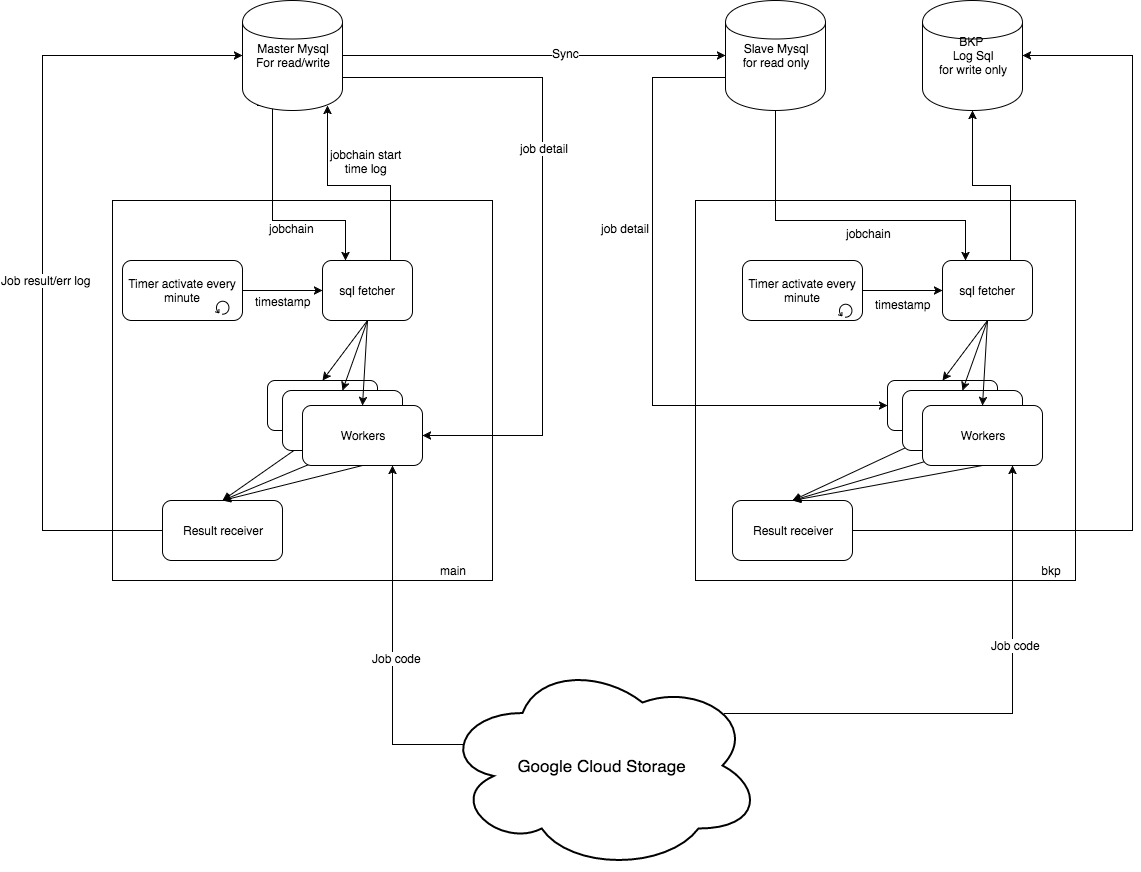 Master Mysql
For read/write
Sync
Slave Mysql
for read only
BKP
Log Sql
for write only
jobchain start
time log
job detail
job detail
jobchain
jobchain
Job result/err log
Timer activate every
minute
timestamp
sql fetcher
Timer activate every
minute
timestamp
sql fetcher
Workers
Workers
Result receiver
Result receiver
main
bkp
Job code
Job code
Google Cloud Storage